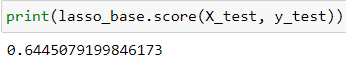 print(lasso_base.score(X_test, y_test))
0.6445079199846173